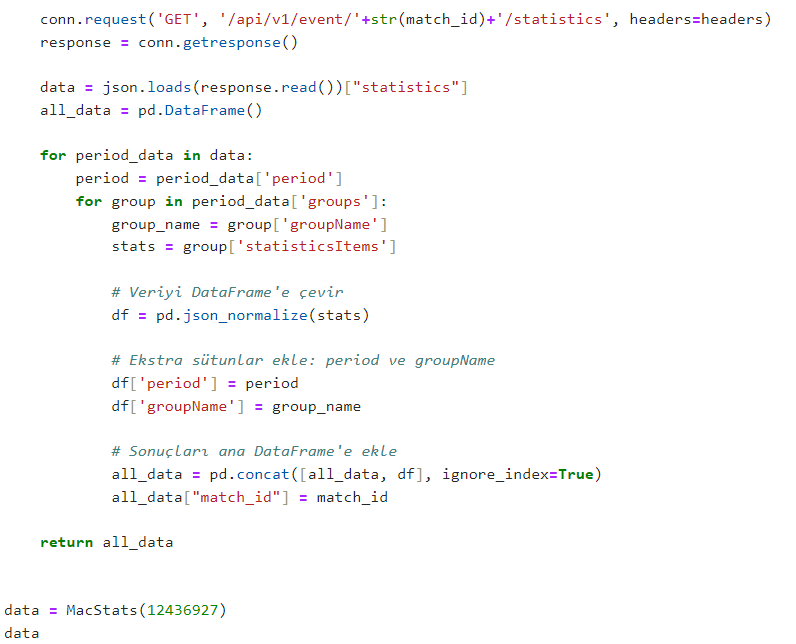 conn.request('GET', '/api/v1/event/'+str(match_id)+'/statistics', headers=headers)
response = conn.getresponse()
data = json.loads(response.read())["statistics"]
all_data = pd.DataFrame()
for period_data in data:
period = period_data['period']
for group in period_data['groups']:
group_name = group['groupName']
stats = group['statisticsItems']
# Veriyi DataFrame'e çevir
df = pd.json_normalize(stats)
# Ekstra sütunlar ekle: period ve groupName
df['period'] = period
df['groupName'] = group_name
# Sonuçları ana DataFrame'e ekle
all_data = pd.concat([all_data, df], ignore_index=True)
all_data["match_id"] = match_id
return all_data
data = MacStats(12436927)
data